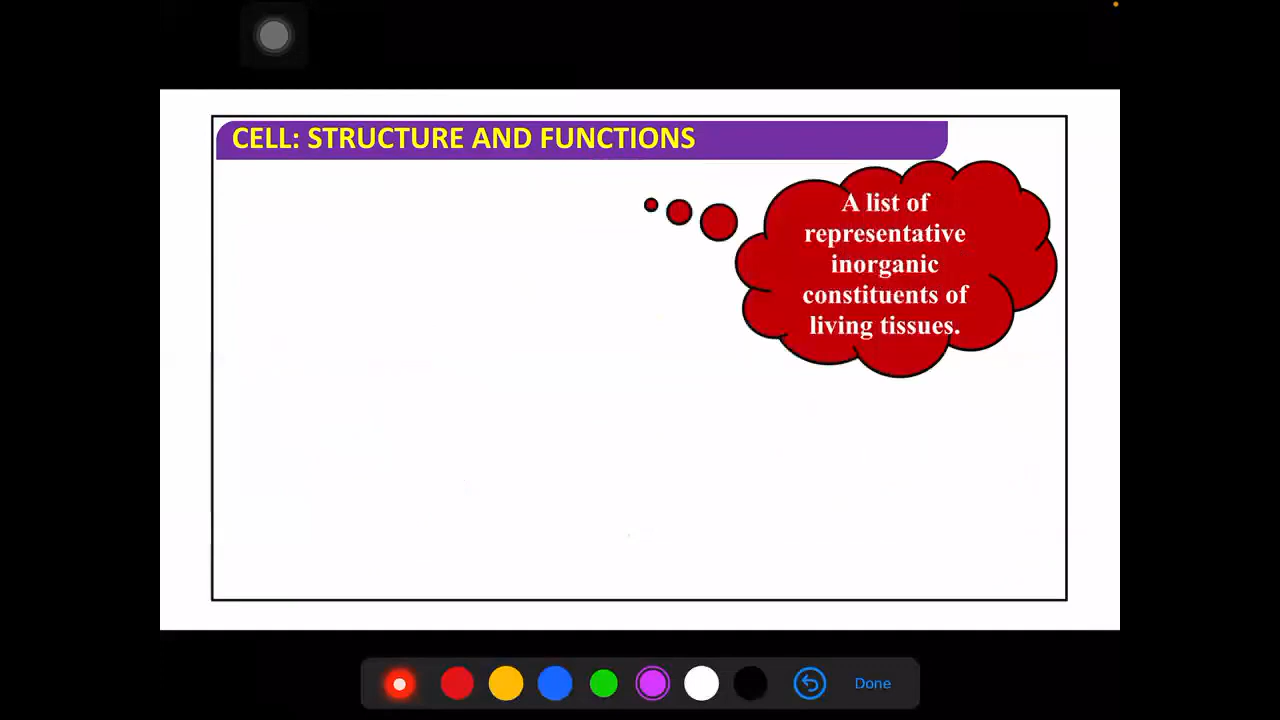 CELL: STRUCTURE AND FUNCTIONS
A list of
representative
inorganic
constituents of
living tissues.
Done